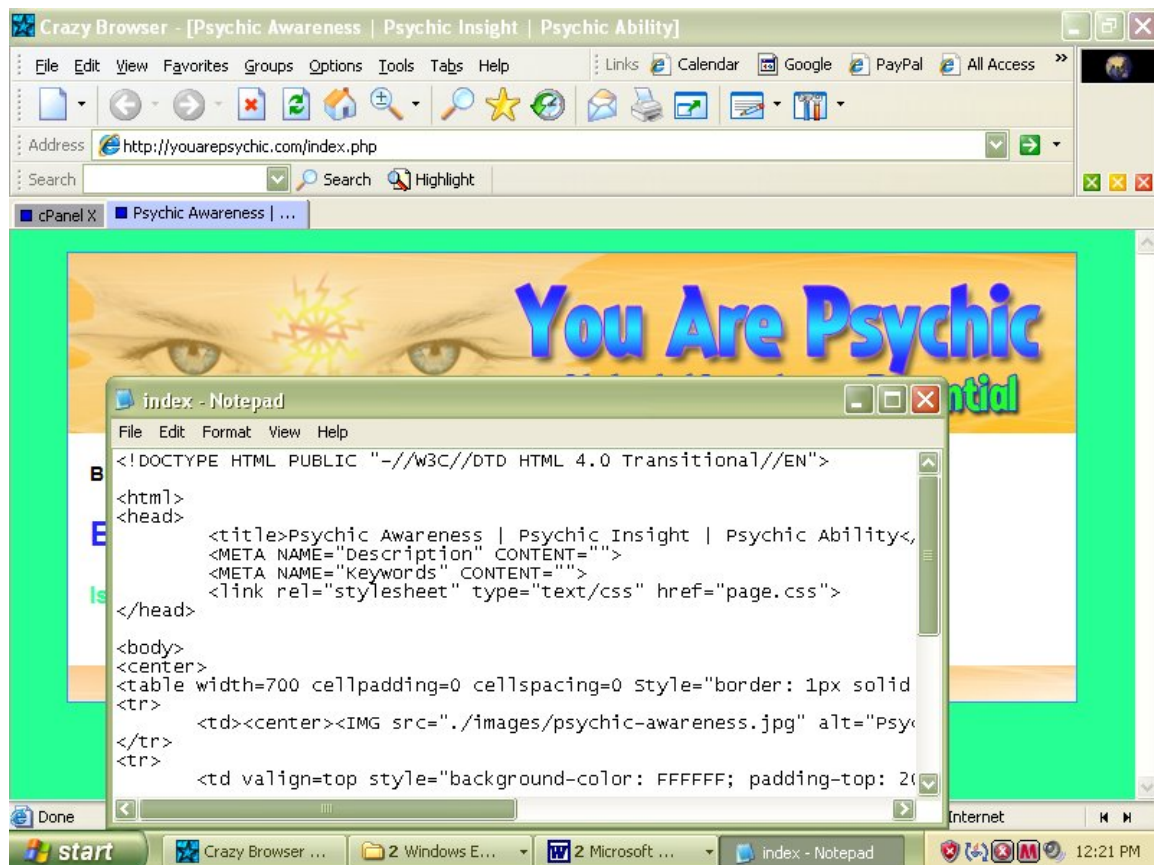 Crazy Browser - [Psychic Awareness | Psychic Insight | Psychic Ability]
File Edit View Favorites Groups Options Tools Tabs Help Links Calendar Google PayPal All Access »
Address http://youarepsychic.com/index.php
Search Search Highlight
cPanel X Psychic Awareness | ...
You Are Psychic
index - Notepad
File Edit Format View Help
<!DOCTYPE HTML PUBLIC "-//W3C//DTD HTML 4.0 Transitional//EN">
<html>
<head>
<title>Psychic Awareness | Psychic Insight | Psychic Ability</
<META NAME="Description" CONTENT="">
<META NAME="Keywords" CONTENT="">
<link rel="stylesheet" type="text/css" href="page.css">
</head>
<body>
<center>
<table width=700 cellpadding=0 cellspacing=0 Style="border: 1px solid
<tr>
<td><center><IMG src="./images/psychic-awareness.jpg" alt="Psyc
</tr>
<tr>
<td valign=top style="background-color: FFFFFF; padding-top: 20
Done Internet
start Crazy Browser ... 2 Windows E... 2 Microsoft ... index - Notepad 12:21 PM